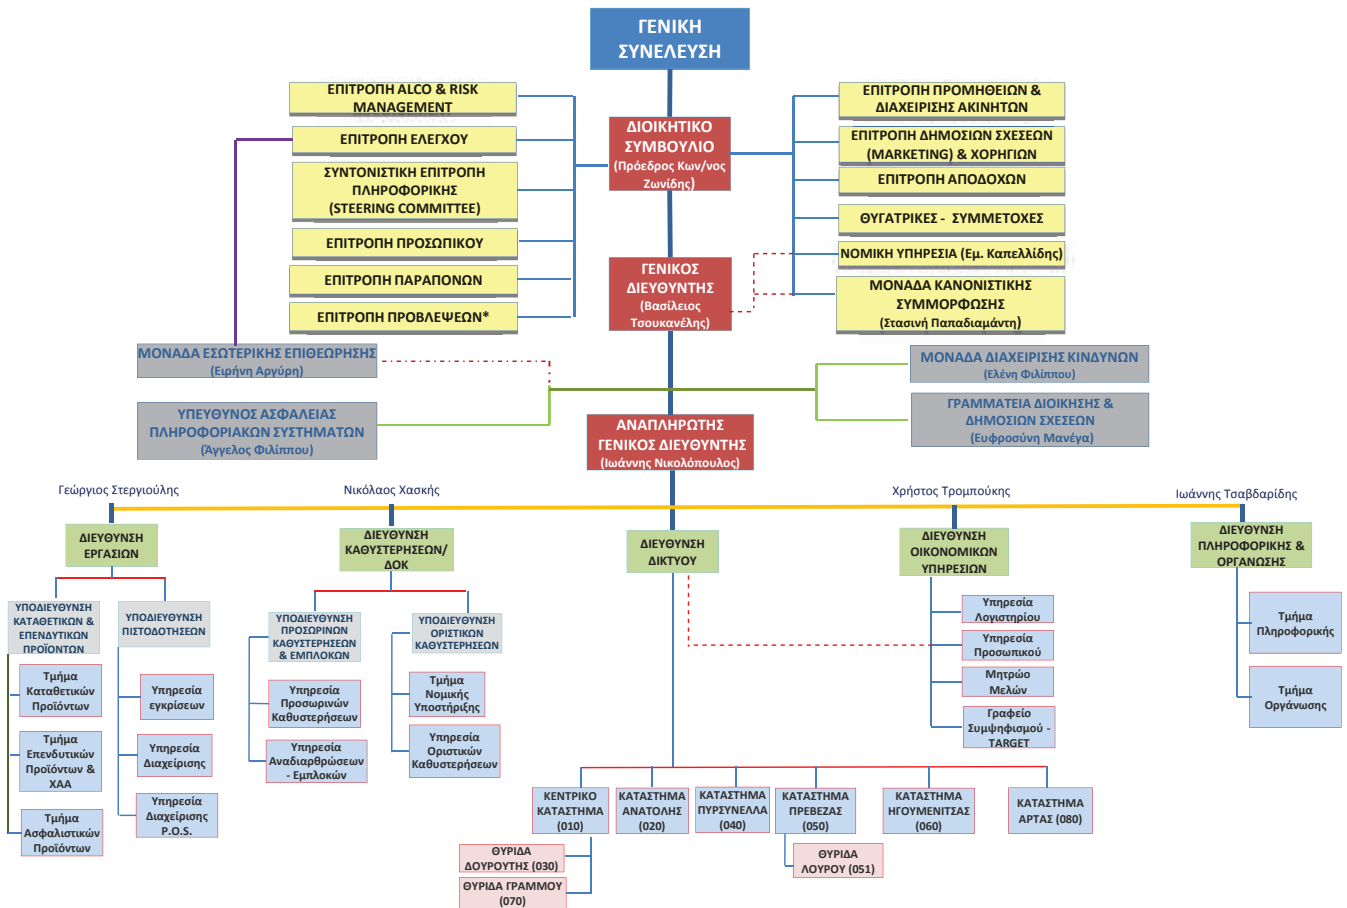 ΓΕΝΙΚΗ
ΣΥΝΕΛΕΥΣΗ
ΕΠΙΤΡΟΠΗ ALCO & RISK
MANAGEMENT
ΕΠΙΤΡΟΠΗ ΕΛΕΓΧΟΥ
ΣΥΝΤΟΝΙΣΤΙΚΗ ΕΠΙΤΡΟΠΗ
ΠΛΗΡΟΦΟΡΙΚΗΣ
(STEERING COMMITTEE)
ΕΠΙΤΡΟΠΗ ΠΡΟΣΩΠΙΚΟΥ
ΕΠΙΤΡΟΠΗ ΠΑΡΑΠΟΝΩΝ
ΕΠΙΤΡΟΠΗ ΠΡΟΒΛΕΨΕΩΝ*
ΔΙΟΙΚΗΤΙΚΟ
ΣΥΜΒΟΥΛΙΟ
(Πρόεδρος Κων/νος
Ζωνίδης)
ΕΠΙΤΡΟΠΗ ΠΡΟΜΗΘΕΙΩΝ &
ΔΙΑΧΕΙΡΙΣΗΣ ΑΚΙΝΗΤΩΝ
ΕΠΙΤΡΟΠΗ ΔΗΜΟΣΙΩΝ ΣΧΕΣΕΩΝ
(MARKETING) & ΧΟΡΗΓΙΩΝ
ΕΠΙΤΡΟΠΗ ΑΠΟΔΟΧΩΝ
ΘΥΓΑΤΡΙΚΕΣ - ΣΥΜΜΕΤΟΧΕΣ
ΝΟΜΙΚΗ ΥΠΗΡΕΣΙΑ (Εμ. Καπελλίδης)
ΜΟΝΑΔΑ ΚΑΝΟΝΙΣΤΙΚΗΣ
ΣΥΜΜΟΡΦΩΣΗΣ
(Στασινή Παπαδιαμάντη)
ΓΕΝΙΚΟΣ
ΔΙΕΥΘΥΝΤΗΣ
(Βασίλειος
Τσουκανέλης)
ΜΟΝΑΔΑ ΕΣΩΤΕΡΙΚΗΣ ΕΠΙΘΕΩΡΗΣΗΣ
(Ειρήνη Αργύρη)
ΥΠΕΥΘΥΝΟΣ ΑΣΦΑΛΕΙΑΣ
ΠΛΗΡΟΦΟΡΙΑΚΩΝ ΣΥΣΤΗΜΑΤΩΝ
(Άγγελος Φιλίππου)
ΜΟΝΑΔΑ ΔΙΑΧΕΙΡΙΣΗΣ ΚΙΝΔΥΝΩΝ
(Ελένη Φιλίππου)
ΓΡΑΜΜΑΤΕΙΑ ΔΙΟΙΚΗΣΗΣ &
ΔΗΜΟΣΙΩΝ ΣΧΕΣΕΩΝ
(Ευφροσύνη Μανέγα)
ΑΝΑΠΛΗΡΩΤΗΣ
ΓΕΝΙΚΟΣ ΔΙΕΥΘΥΝΤΗΣ
(Ιωάννης Νικολόπουλος)
Γεώργιος Στεργιούλης
Νικόλαος Χασκής
Χρήστος Τρομπούκης
Ιωάννης Τσαβδαρίδης
ΔΙΕΥΘΥΝΣΗ
ΕΡΓΑΣΙΩΝ
ΔΙΕΥΘΥΝΣΗ
ΚΑΘΥΣΤΕΡΗΣΕΩΝ/
ΔΟΚ
ΔΙΕΥΘΥΝΣΗ
ΔΙΚΤΥΟΥ
ΔΙΕΥΘΥΝΣΗ
ΟΙΚΟΝΟΜΙΚΩΝ
ΥΠΗΡΕΣΙΩΝ
ΔΙΕΥΘΥΝΣΗ
ΠΛΗΡΟΦΟΡΙΚΗΣ &
ΟΡΓΑΝΩΣΗΣ
ΥΠΟΔΙΕΥΘΥΝΣΗ
ΚΑΤΑΘΕΤΙΚΩΝ &
ΕΠΕΝΔΥΤΙΚΩΝ
ΠΡΟΪΟΝΤΩΝ
ΥΠΟΔΙΕΥΘΥΝΣΗ
ΠΙΣΤΟΔΟΤΗΣΕΩΝ
ΥΠΟΔΙΕΥΘΥΝΣΗ
ΠΡΟΣΩΡΙΝΩΝ
ΚΑΘΥΣΤΕΡΗΣΕΩΝ
& ΕΜΠΛΟΚΩΝ
ΥΠΟΔΙΕΥΘΥΝΣΗ
ΟΡΙΣΤΙΚΩΝ
ΚΑΘΥΣΤΕΡΗΣΕΩΝ
Τμήμα
Καταθετικών
Προϊόντων
Τμήμα
Επενδυτικών
Προϊόντων &
ΧΑΑ
Τμήμα
Ασφαλιστικών
Προϊόντων
Υπηρεσία
εγκρίσεων
Υπηρεσία
Διαχείρισης
Υπηρεσία
Διαχείρισης
P.O.S.
Υπηρεσία
Προσωρινών
Καθυστερήσεων
Υπηρεσία
Αναδιαρθρώσεων
- Εμπλοκών
Τμήμα
Νομικής
Υποστήριξης
Υπηρεσία
Οριστικών
Καθυστερήσεων
Υπηρεσία
Λογιστηρίου
Υπηρεσία
Προσωπικού
Μητρώο
Μελών
Γραφείο
Συμψηφισμού -
TARGET
Τμήμα
Πληροφορικής
Τμήμα
Οργάνωσης
ΚΕΝΤΡΙΚΟ
ΚΑΤΑΣΤΗΜΑ
(010)
ΚΑΤΑΣΤΗΜΑ
ΑΝΑΤΟΛΗΣ
(020)
ΚΑΤΑΣΤΗΜΑ
ΠΥΡΣΥΝΕΛΛΑ
(040)
ΚΑΤΑΣΤΗΜΑ
ΠΡΕΒΕΖΑΣ
(050)
ΚΑΤΑΣΤΗΜΑ
ΗΓΟΥΜΕΝΙΤΣΑΣ
(060)
ΚΑΤΑΣΤΗΜΑ
ΑΡΤΑΣ (080)
ΘΥΡΙΔΑ
ΔΟΥΡΟΥΤΗΣ (030)
ΘΥΡΙΔΑ ΓΡΑΜΜΟΥ
(070)
ΘΥΡΙΔΑ
ΛΟΥΡΟΥ (051)